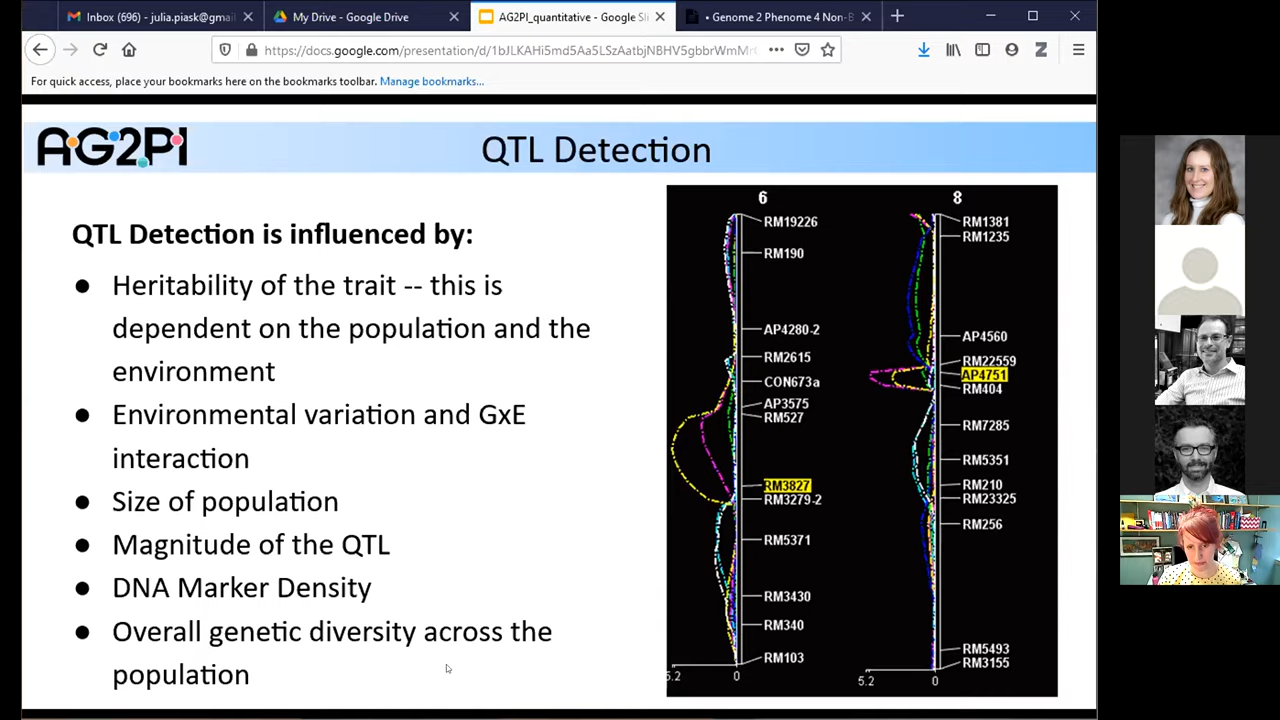 Inbox (696) - julia.piask@gmai
My Drive - Google Drive
AG2PI_quantitative - Google Sli
• Genome 2 Phenome 4 Non-B
https://docs.google.com/presentation/d/
For quick access, place your bookmarks here on the bookmarks toolbar. Manage bookmarks...
AG2PI
QTL Detection
QTL Detection is influenced by:
● Heritability of the trait -- this is
dependent on the population and the
environment
● Environmental variation and GxE
interaction
● Size of population
● Magnitude of the QTL
● DNA Marker Density
● Overall genetic diversity across the
population
6
RM19226
RM190
AP4280-2
RM2615
CON673a
AP3575
RM527
RM3827
RM3279-2
RM5371
RM3430
RM340
RM103
5.2 0
8
RM1381
RM1235
AP4560
RM22559
AP4751
RM404
RM7285
RM5351
RM210
RM23325
RM256
RM5493
RM3155
5.2 0